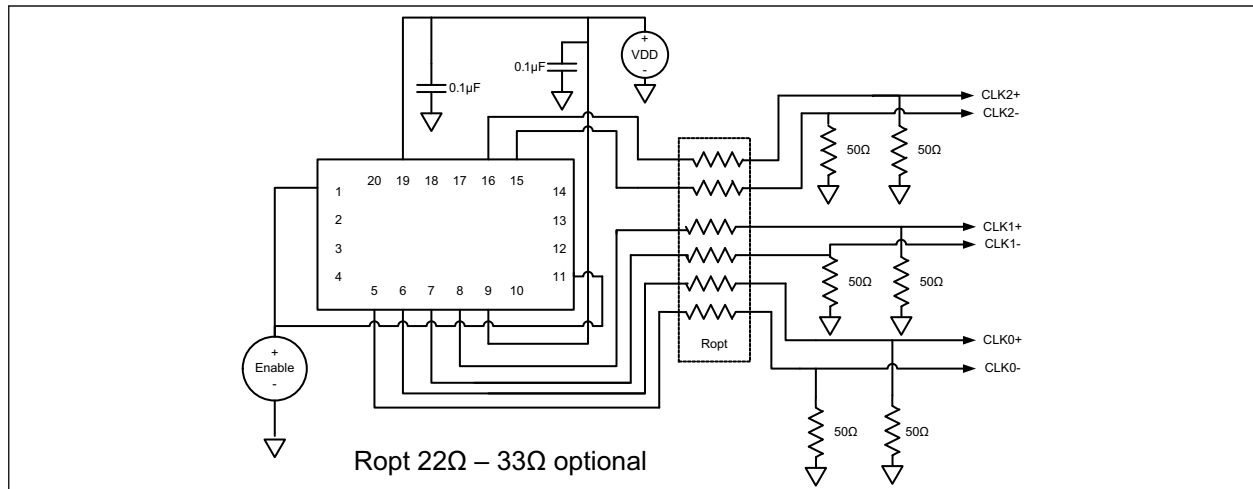 +
VDD
-
0.1µF
0.1µF
CLK2+
CLK2-
50Ω
50Ω
20 19 18 17 16 15
1
2
3
4
14
13
12
11
5 6 7 8 9 10
CLK1+
CLK1-
50Ω
50Ω
Ropt
+
Enable
-
CLK0+
CLK0-
50Ω
50Ω
Ropt 22Ω – 33Ω optional